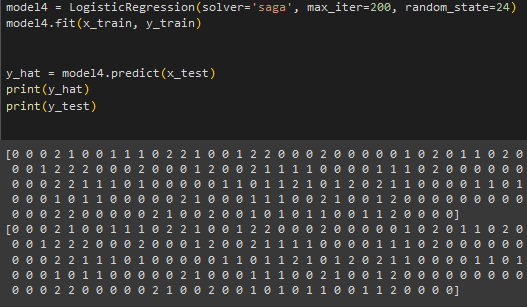 model4 = LogisticRegression(solver='saga', max_iter=200, random_state=24)
model4.fit(x_train, y_train)
y_hat = model4.predict(x_test)
print(y_hat)
print(y_test)
[0 0 0 2 1 0 0 1 1 1 0 2 2 1 0 0 1 2 2 0 0 0 2 0 0 0 0 0 1 0 2 0 1 1 0 2 0
0 0 1 2 2 2 0 0 0 2 0 0 0 1 2 0 0 2 1 1 1 1 0 0 0 0 1 1 1 0 2 0 0 0 0 0 0
0 0 0 2 2 1 1 1 0 1 0 0 0 0 0 1 1 0 1 1 2 1 0 1 2 0 2 1 1 0 0 0 0 1 1 0 1
0 0 0 1 0 1 1 0 0 0 0 0 2 1 0 0 0 1 1 1 0 0 2 1 0 0 1 2 0 0 0 0 0 0 0 0 0
0 0 0 2 2 0 0 0 0 0 2 1 0 0 2 0 0 1 0 0 1 1 0 0 1 1 2 0 0 0 0]
[0 0 0 2 1 0 0 1 1 1 0 2 2 1 0 0 1 2 2 0 0 0 2 0 0 0 0 0 1 0 2 0 1 1 0 2 0
0 0 1 2 2 2 0 0 0 2 0 0 0 1 2 0 0 2 1 1 1 1 0 0 0 0 1 1 1 0 2 0 0 0 0 0 0
0 0 0 2 2 1 1 1 0 1 0 0 0 0 0 1 1 0 1 1 2 1 0 1 2 0 2 1 1 0 0 0 0 1 1 0 2 1
0 0 0 1 0 1 1 0 0 0 0 0 2 1 0 0 0 1 1 1 0 0 2 1 0 2 0 1 2 0 0 0 0 0 0 0 0 0
0 0 0 2 2 0 0 0 0 0 2 1 0 0 2 0 0 1 0 1 0 1 1 0 0 1 1 2 0 0 0 0]